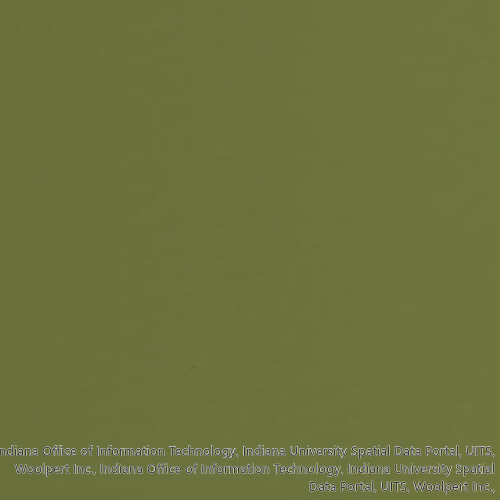 ndiana Office of Information Technology, Indiana University Spatial Data Portal, UITS,
Woolpert Inc., Indiana Office of Information Technology, Indiana University Spatial
Data Portal, UITS, Woolpert Inc.,